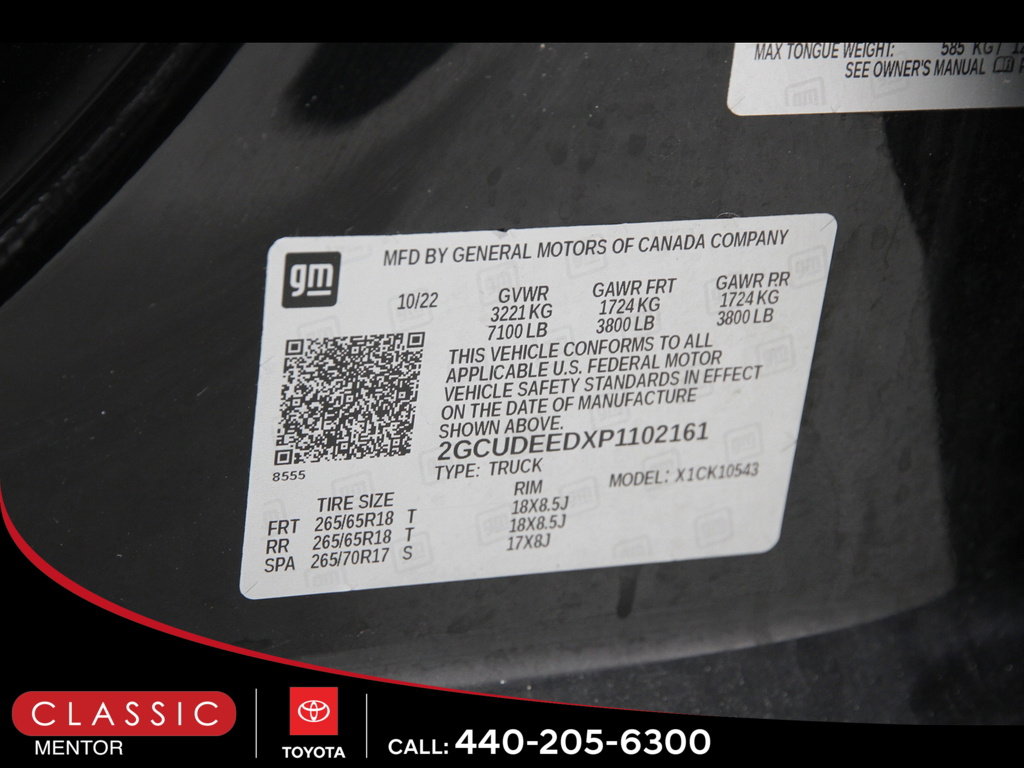 MAX TONGUE WEIGHT: 585 KG
SEE OWNER'S MANUAL
gm
MFD BY GENERAL MOTORS OF CANADA COMPANY
10/22 GVWR GAWR FRT GAWR RR
3221 KG 1724 KG 1724 KG
7100 LB 3800 LB 3800 LB
THIS VEHICLE CONFORMS TO ALL
APPLICABLE U.S. FEDERAL MOTOR
VEHICLE SAFETY STANDARDS IN EFFECT
ON THE DATE OF MANUFACTURE
SHOWN ABOVE.
2GCUDEEDXP1102161
8555
TYPE: TRUCK MODEL: X1CK10543
TIRE SIZE RIM
FRT 265/65R18 T 18X8.5J
RR 265/65R18 T 18X8.5J
SPA 265/70R17 S 17X8J
CLASSIC
MENTOR
TOYOTA
CALL: 440-205-6300